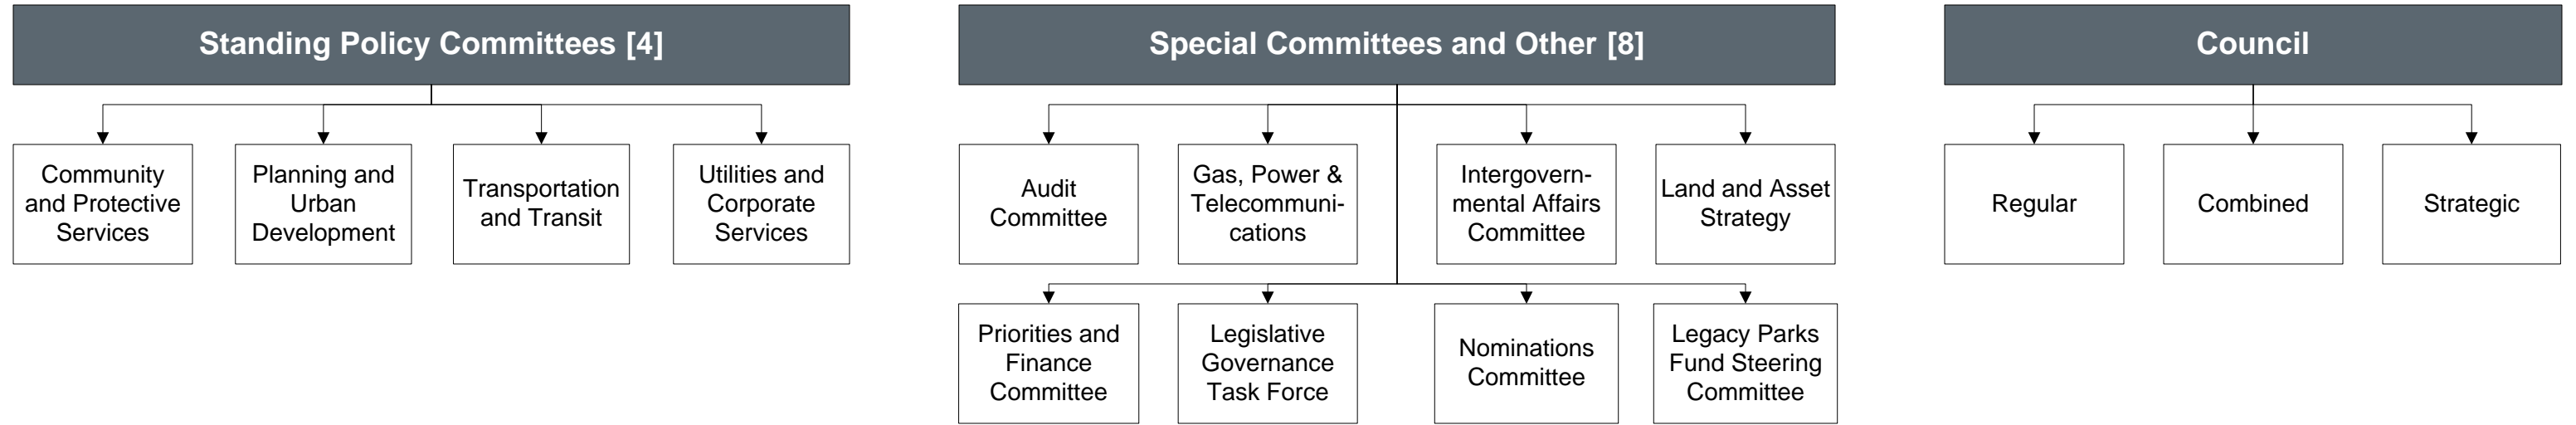 Standing Policy Committees [4]
Community
and Protective
Services
Planning and
Urban
Development
Transportation
and Transit
Utilities and
Corporate
Services
Special Committees and Other [8]
Audit
Committee
Gas, Power &
Telecommuni-
cations
Intergovern-
mental Affairs
Committee
Land and Asset
Strategy
Priorities and
Finance
Committee
Legislative
Governance
Task Force
Nominations
Committee
Legacy Parks
Fund Steering
Committee
Council
Regular
Combined
Strategic